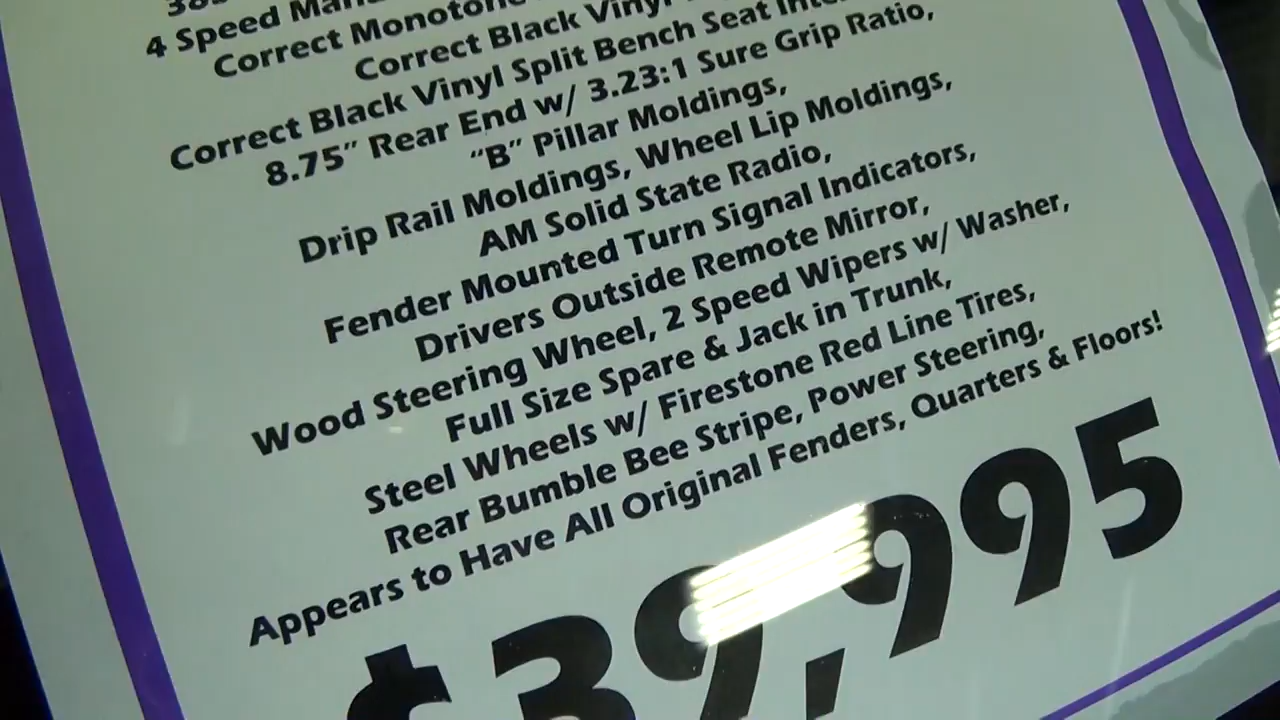 4 Speed
Correct
Correct Black Vinyl
Correct Black Vinyl Split Bench Seat
8.75” Rear End w/ 3.23:1 Sure Grip Ratio,
“B” Pillar Moldings,
Drip Rail Moldings, Wheel Lip Moldings,
AM Solid State Radio,
Fender Mounted Turn Signal Indicators,
Drivers Outside Remote Mirror,
Wood Steering Wheel, 2 Speed Wipers w/ Washer,
Full Size Spare & Jack in Trunk,
Steel Wheels w/ Firestone Red Line Tires,
Rear Bumble Bee Stripe, Power Steering,
Appears to Have All Original Fenders, Quarters & Floors!
$39,995